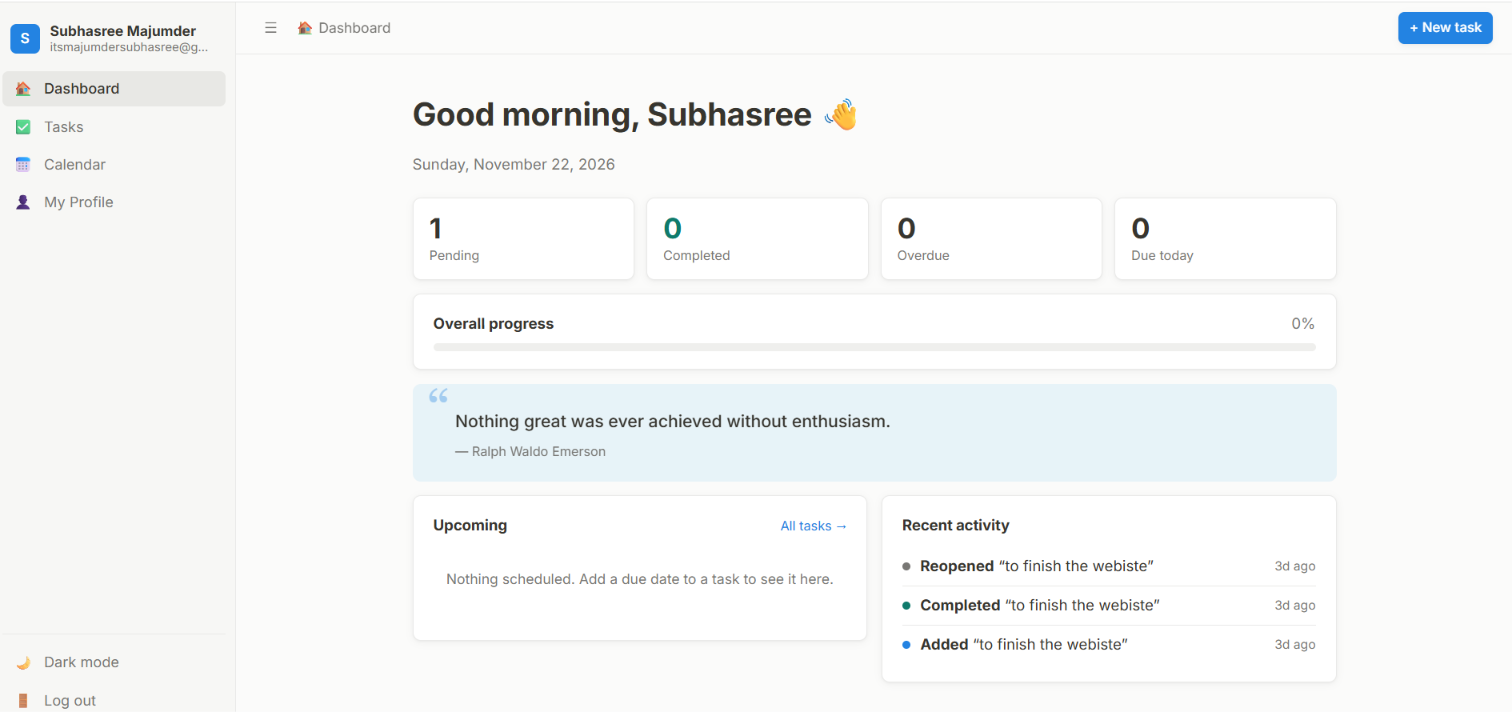 S
Subhasree Majumder
itsmajumdersubhasree@g...
Dashboard
Tasks
Calendar
My Profile
Dark mode
Log out
☰ Dashboard
+ New task
Good morning, Subhasree 👋
Sunday, November 22, 2026
1
Pending
0
Completed
0
Overdue
0
Due today
Overall progress 0%
“
Nothing great was ever achieved without enthusiasm.
— Ralph Waldo Emerson
Upcoming All tasks →
Nothing scheduled. Add a due date to a task to see it here.
Recent activity
Reopened “to finish the webiste” 3d ago
Completed “to finish the webiste” 3d ago
Added “to finish the webiste” 3d ago